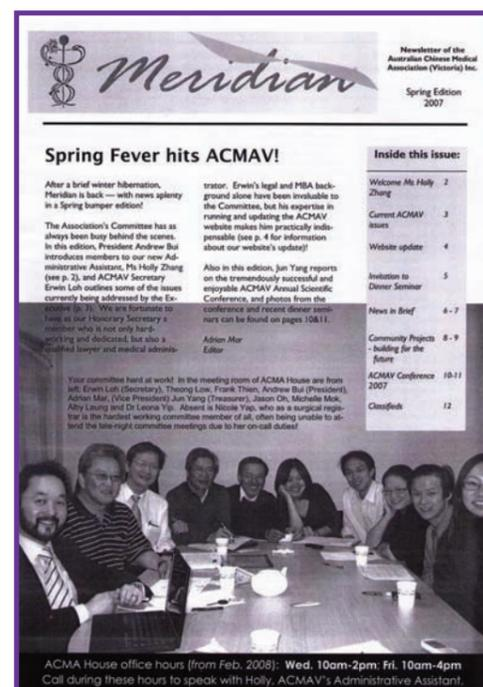 Meridian
Newsletter of the
Australian Chinese Medical
Association (Victoria) Inc.
Spring Edition
2007
Spring Fever hits ACMAV!
After a brief winter hibernation,
Meridian is back — with news aplenty
in a Spring bumper edition!
The Association's Committee has as
always been busy behind the scenes.
In this edition, President Andrew Bui
introduces members to our new Ad-
ministrative Assistant, Ms Holly Zhang
(see p. 2), and ACMAV Secretary
Erwin Loh outlines some of the issues
currently being addressed by the Ex-
ecutive (p. 3). We are fortunate to
have as our Honorary Secretary a
member who is not only hard-
working and dedicated, but also a
qualified lawyer and medical adminis-
trator. Erwin's legal and MBA back-
ground alone have been invaluable to
the Committee, but his expertise in
running and updating the ACMAV
website makes him practically indis-
pensable (see p. 4 for information
about our website's update)!
Also in this edition, Jun Yang reports
on the tremendously successful and
enjoyable ACMAV Annual Scientific
Conference, and photos from the
conference and recent dinner semi-
nars can be found on pages 10&11.
Adrian Mar
Editor
Inside this issue:
Welcome Ms Holly 2
Zhang
Current ACMAV 3
issues
Website update 4
Invitation to 5
Dinner Seminar
News in Brief 6 - 7
Community Projects 8 - 9
- building for the
future
ACMAV Conference 10-11
2007
Classifieds 12
Your committee hard at work! In the meeting room of ACMA House are from
left: Erwin Loh (Secretary), Theong Low, Frank Thien, Andrew Bui (President),
Adrian Mar, (Vice President) Jun Yang (Treasurer), Jason Oh, Michelle Mok,
Alby Leung and Dr Leona Yip. Absent is Nicole Yap, who as a surgical regis-
trar is the hardest working committee member of all, often being unable to at-
tend the late-night committee meetings due to her on-call duties!
ACMA House office hours (from Feb. 2008): Wed. 10am-2pm; Fri. 10am-4pm
Call during these hours to speak with Holly, ACMAV's Administrative Assistant.